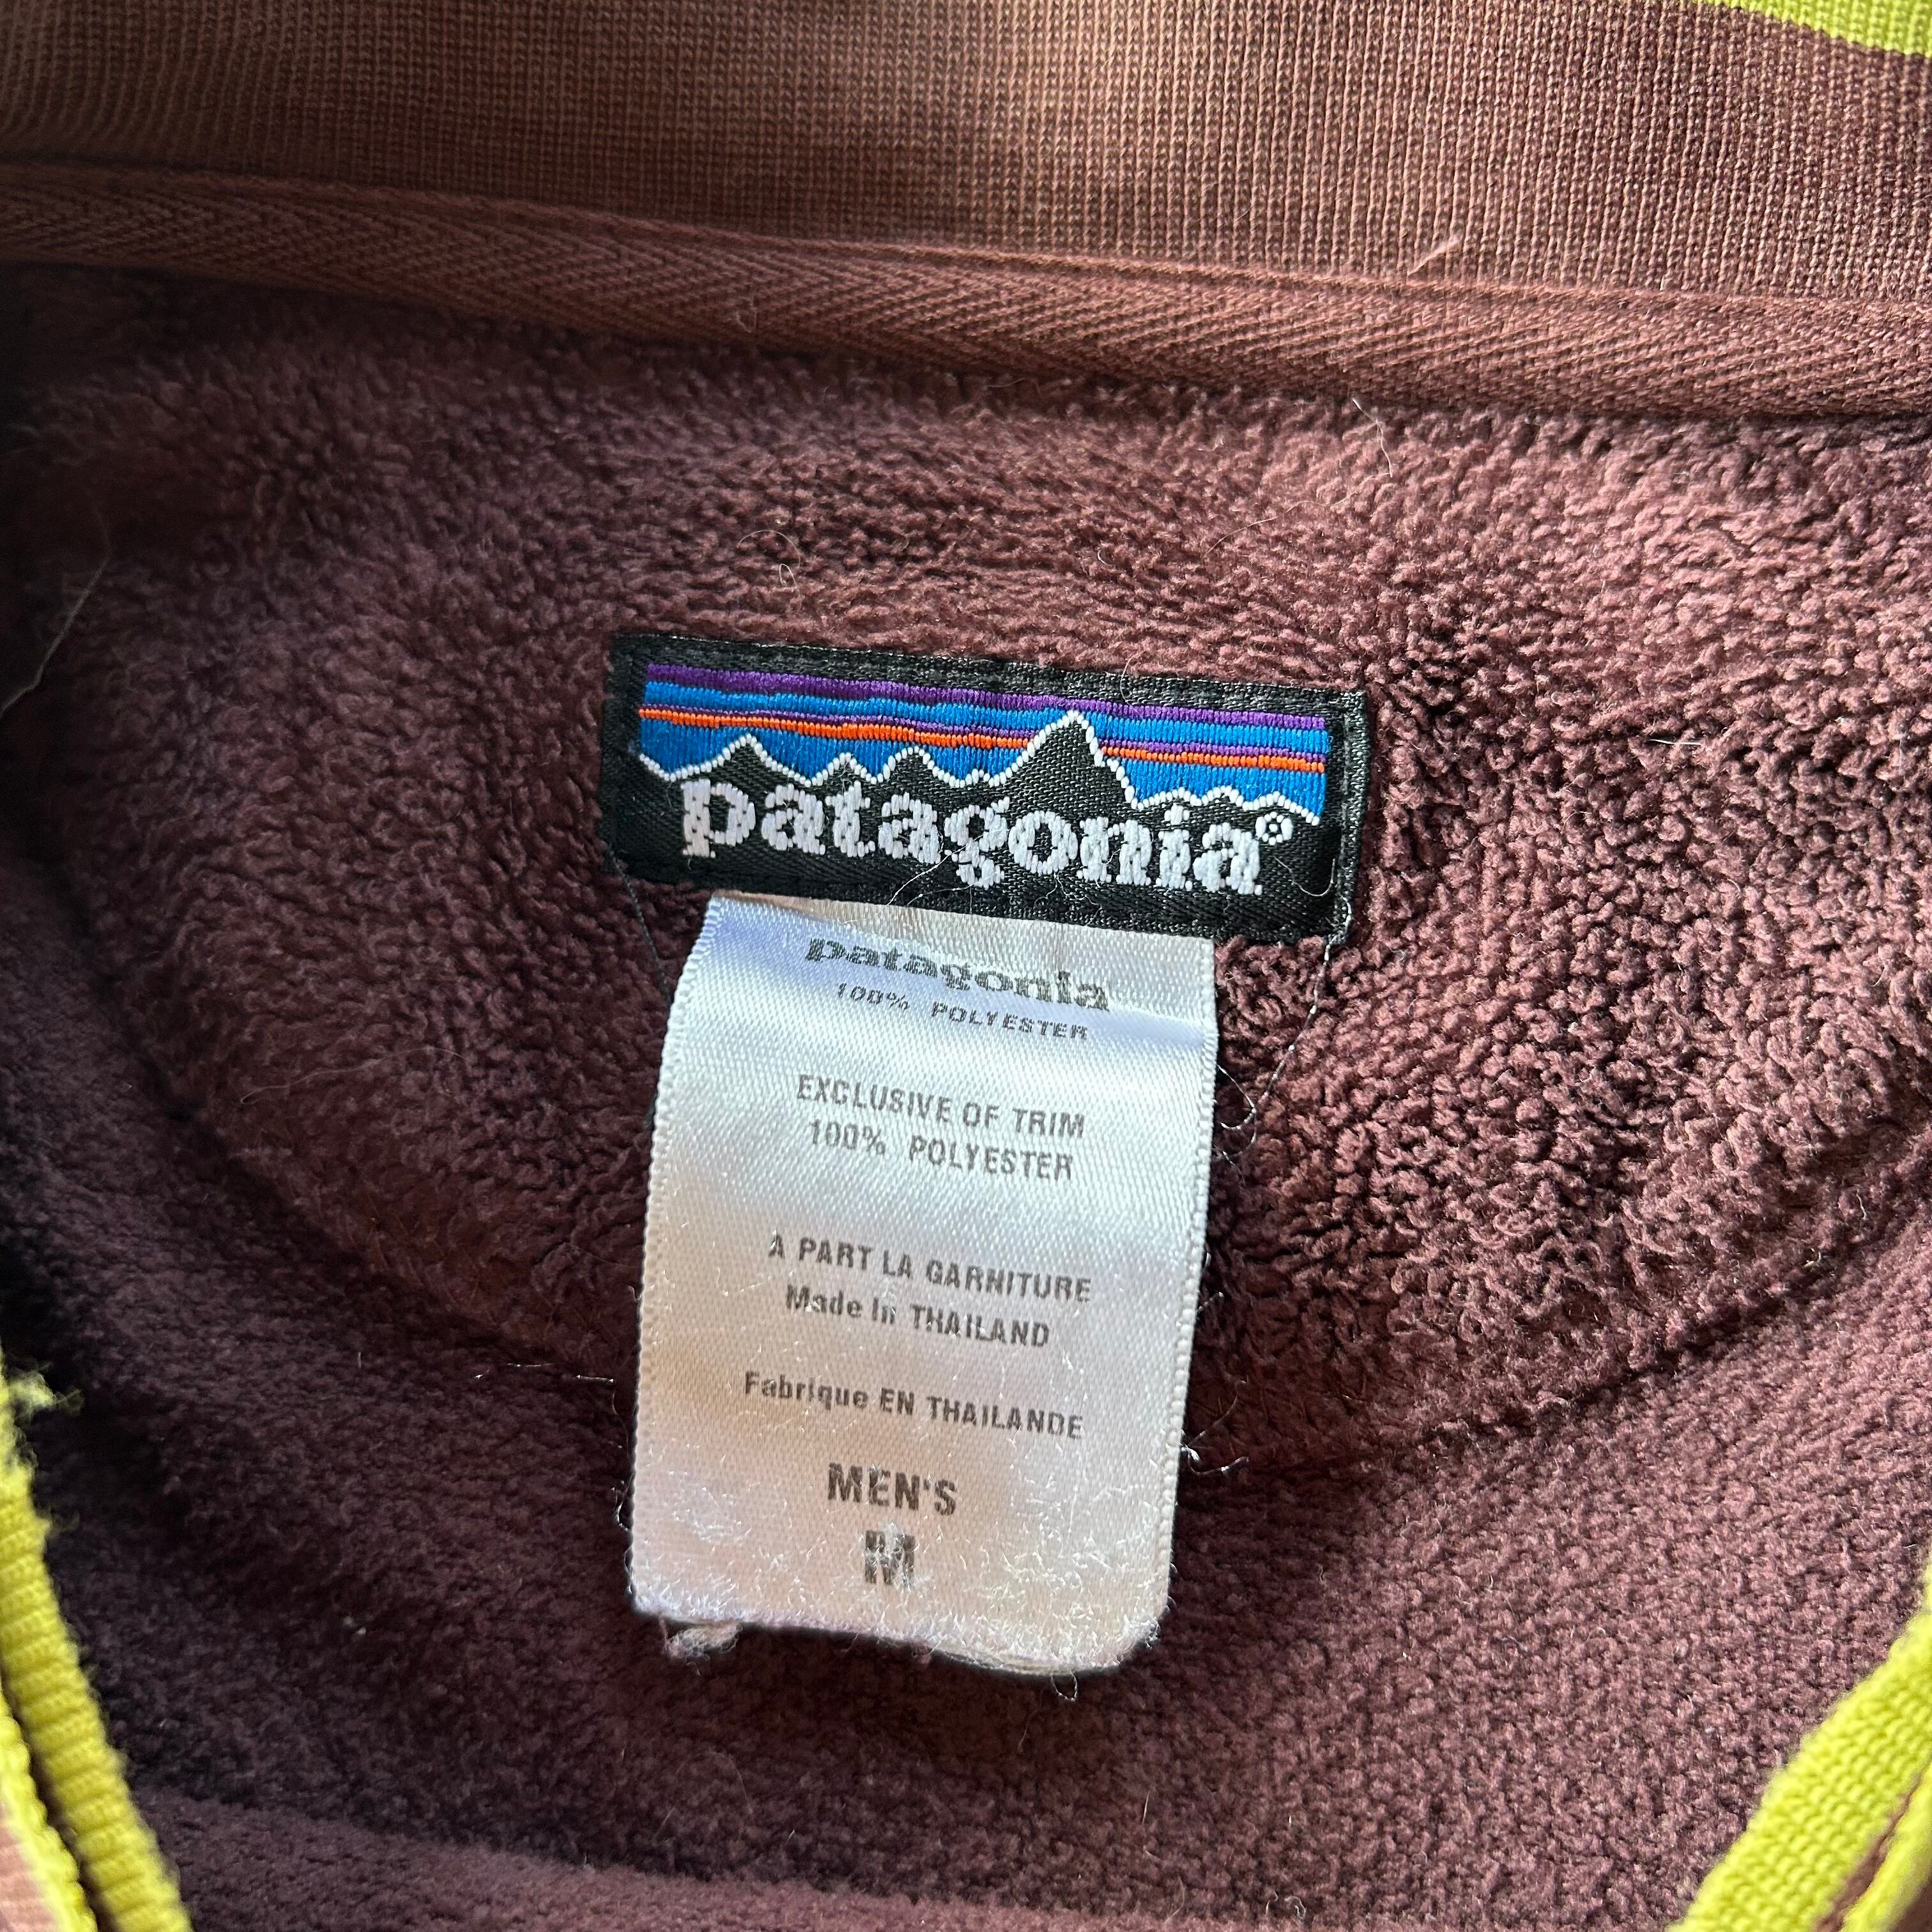 patagonia®
patagonia
100% POLYESTER
EXCLUSIVE OF TRIM
100% POLYESTER
A PART LA GARNITURE
Made In THAILAND
Fabrique EN THAILANDE
MEN'S
M